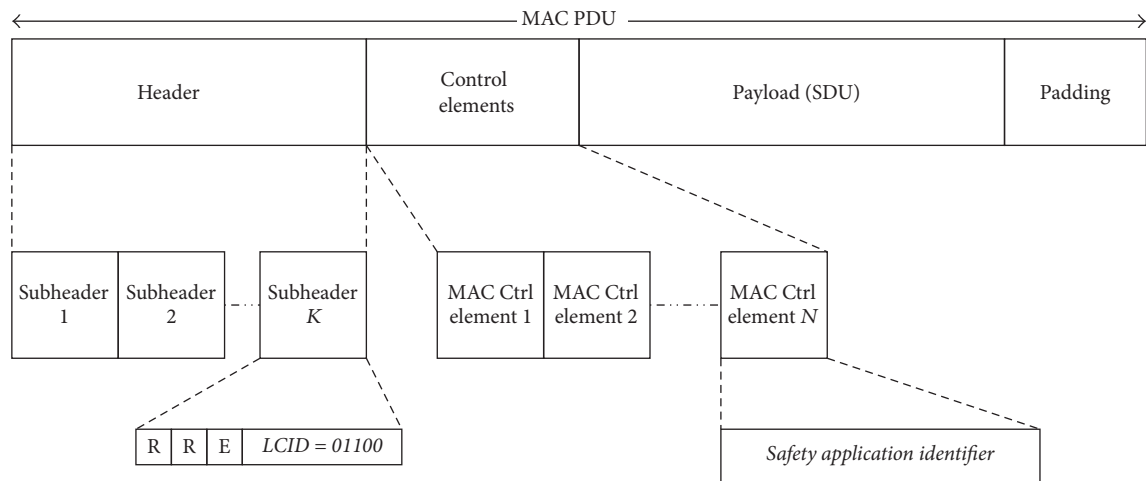 MAC PDU
Header
Control
elements
Payload (SDU)
Padding
Subheader
1
Subheader
2
Subheader
K
MAC Ctrl
element 1
MAC Ctrl
element 2
MAC Ctrl
element N
R
R
E
LCID = 01100
Safety application identifier